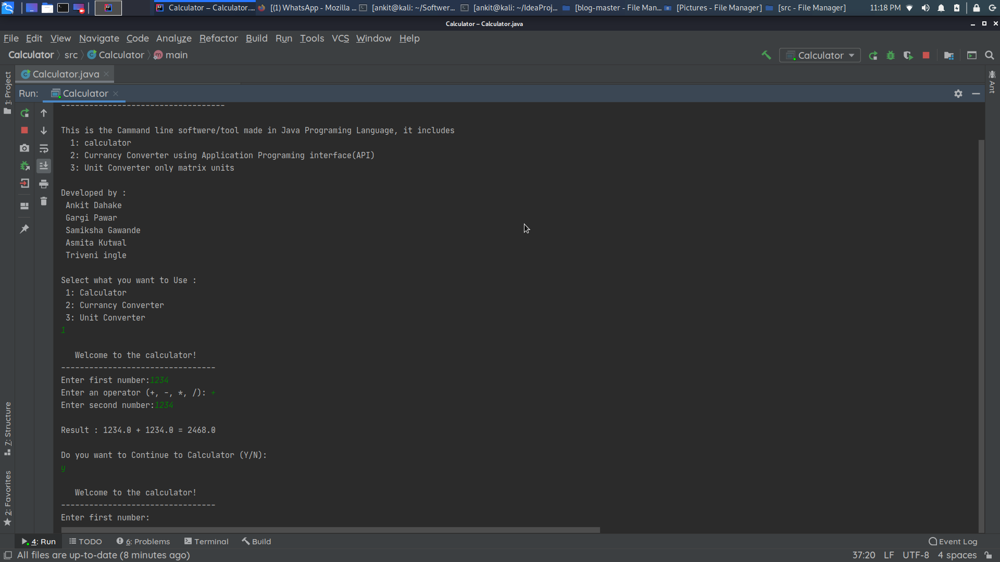 Calculator – Calculator....
[(1) WhatsApp - Mozilla ...
[ankit@kali: ~/Softwer...
[ankit@kali: ~/IdeaProj...
[blog-master - File Man...
[Pictures - File Manager]
[src - File Manager]
11:18 PM
Calculator – Calculator.java
File Edit View Navigate Code Analyze Refactor Build Run Tools VCS Window Help
Calculator src Calculator main
Calculator
Calculator.java
1: Project
Ant
Run: Calculator
-----------------------------------
This is the Cammand line softwere/tool made in Java Programing Language, it includes
1: calculator
2: Currancy Converter using Application Programing interface(API)
3: Unit Converter only matrix units
Developed by :
Ankit Dahake
Gargi Pawar
Samiksha Gawande
Asmita Kutwal
Triveni ingle
Select what you want to Use :
1: Calculator
2: Currancy Converter
3: Unit Converter
1
Welcome to the calculator!
---------------------------------
Enter first number:1234
Enter an operator (+, -, *, /): +
Enter second number:1234
Result : 1234.0 + 1234.0 = 2468.0
Do you want to Continue to Calculator (Y/N):
y
Welcome to the calculator!
---------------------------------
Enter first number:
7: Structure
2: Favorites
4: Run TODO 6: Problems Terminal Build Event Log
All files are up-to-date (8 minutes ago) 37:20 LF UTF-8 4 spaces